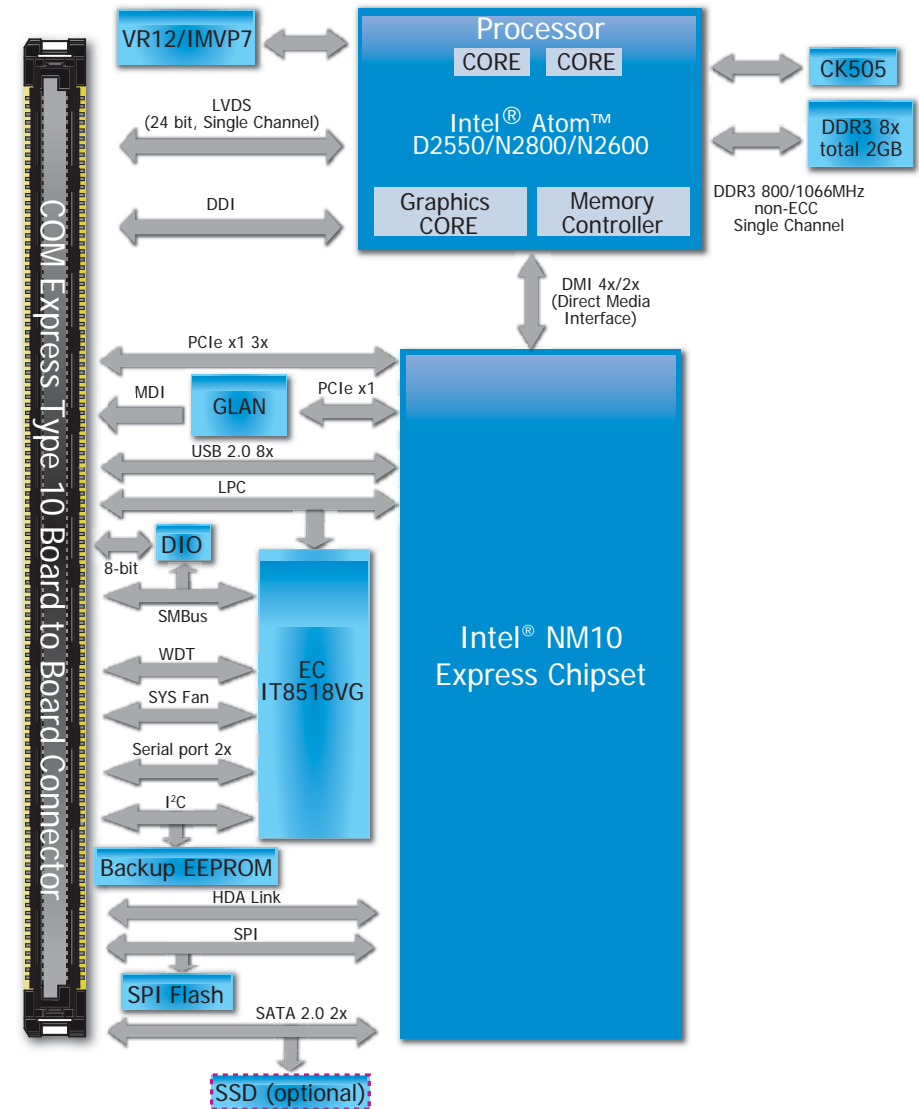 VR12/IMVP7
Processor
CORE CORE
CK505
LVDS
(24 bit, Single Channel)
Intel® Atom™
D2550/N2800/N2600
DDR3 8x
total 2GB
DDI
Graphics
CORE
Memory
Controller
DDR3 800/1066MHz
non-ECC
Single Channel
DMI 4x/2x
(Direct Media
Interface)
COM Express Type 10 Board to Board Connector
PCIe x1 3x
MDI
GLAN
PCIe x1
USB 2.0 8x
LPC
DIO
8-bit
SMBus
WDT
EC
IT8518VG
SYS Fan
Serial port 2x
I²C
Intel® NM10
Express Chipset
Backup EEPROM
HDA Link
SPI
SPI Flash
SATA 2.0 2x
SSD (optional)